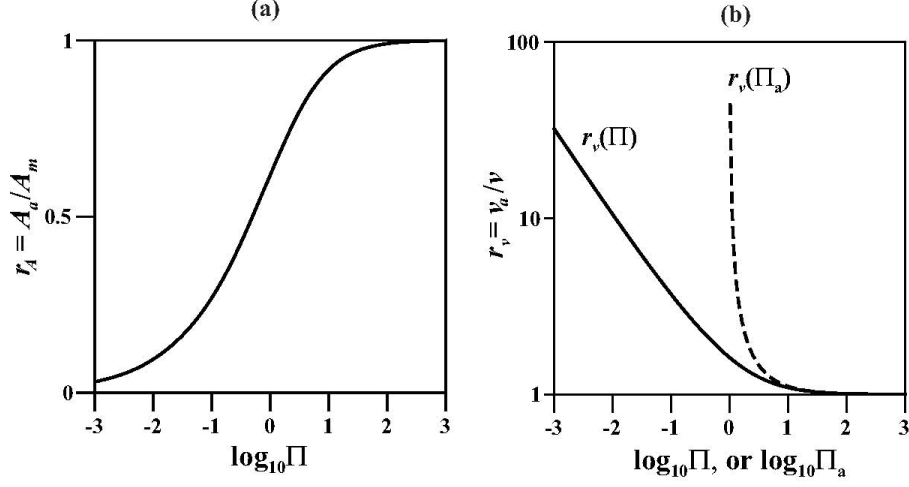 (a)
1
0.5
0
r_A = A_a/A_m
-3 -2 -1 0 1 2 3
log₁₀Π
(b)
100
10
1
r_v = v_a/v
r_v(Π_a)
r_v(Π)
-3 -2 -1 0 1 2 3
log₁₀Π, or log₁₀Π_a